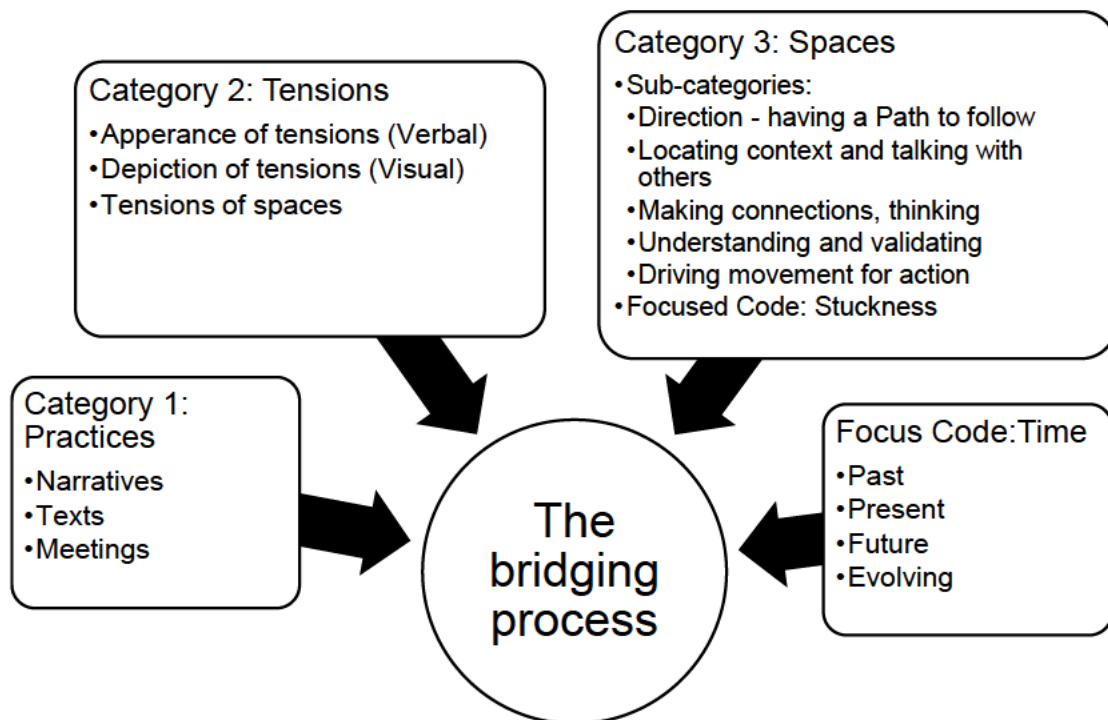 Category 1:
Practices
•Narratives
•Texts
•Meetings
Category 2: Tensions
•Apperance of tensions (Verbal)
•Depiction of tensions (Visual)
•Tensions of spaces
Category 3: Spaces
•Sub-categories:
•Direction - having a Path to follow
•Locating context and talking with
others
•Making connections, thinking
•Understanding and validating
•Driving movement for action
•Focused Code: Stuckness
Focus Code:Time
•Past
•Present
•Future
•Evolving
The
bridging
process